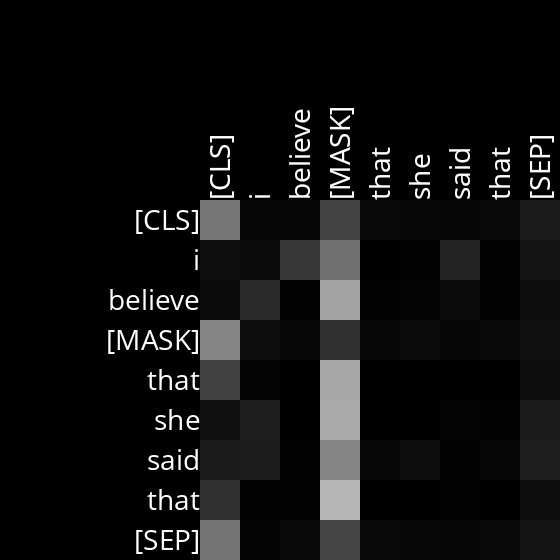 [CLS] i believe [MASK] that she said that [SEP]
[CLS]
i
believe
[MASK]
that
she
said
that
[SEP]